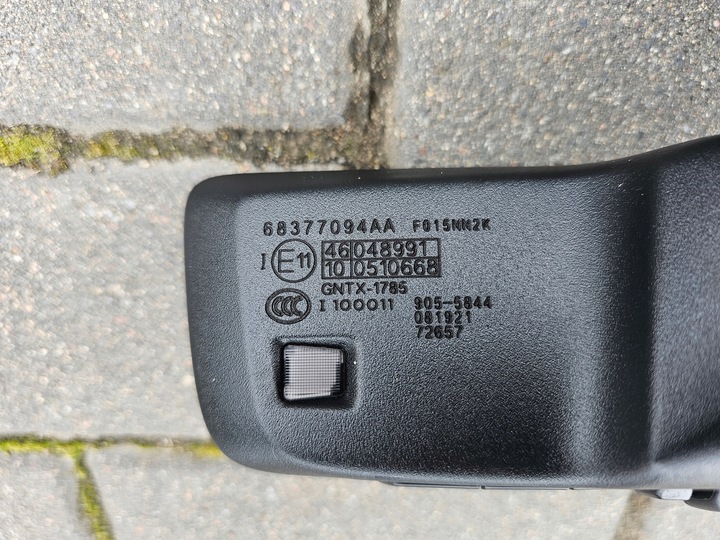 68377094AA F015NN2K
I E11 46 048991
10 0510668
GNTX-1785
CCC I 100011 905-5844
081921
72657